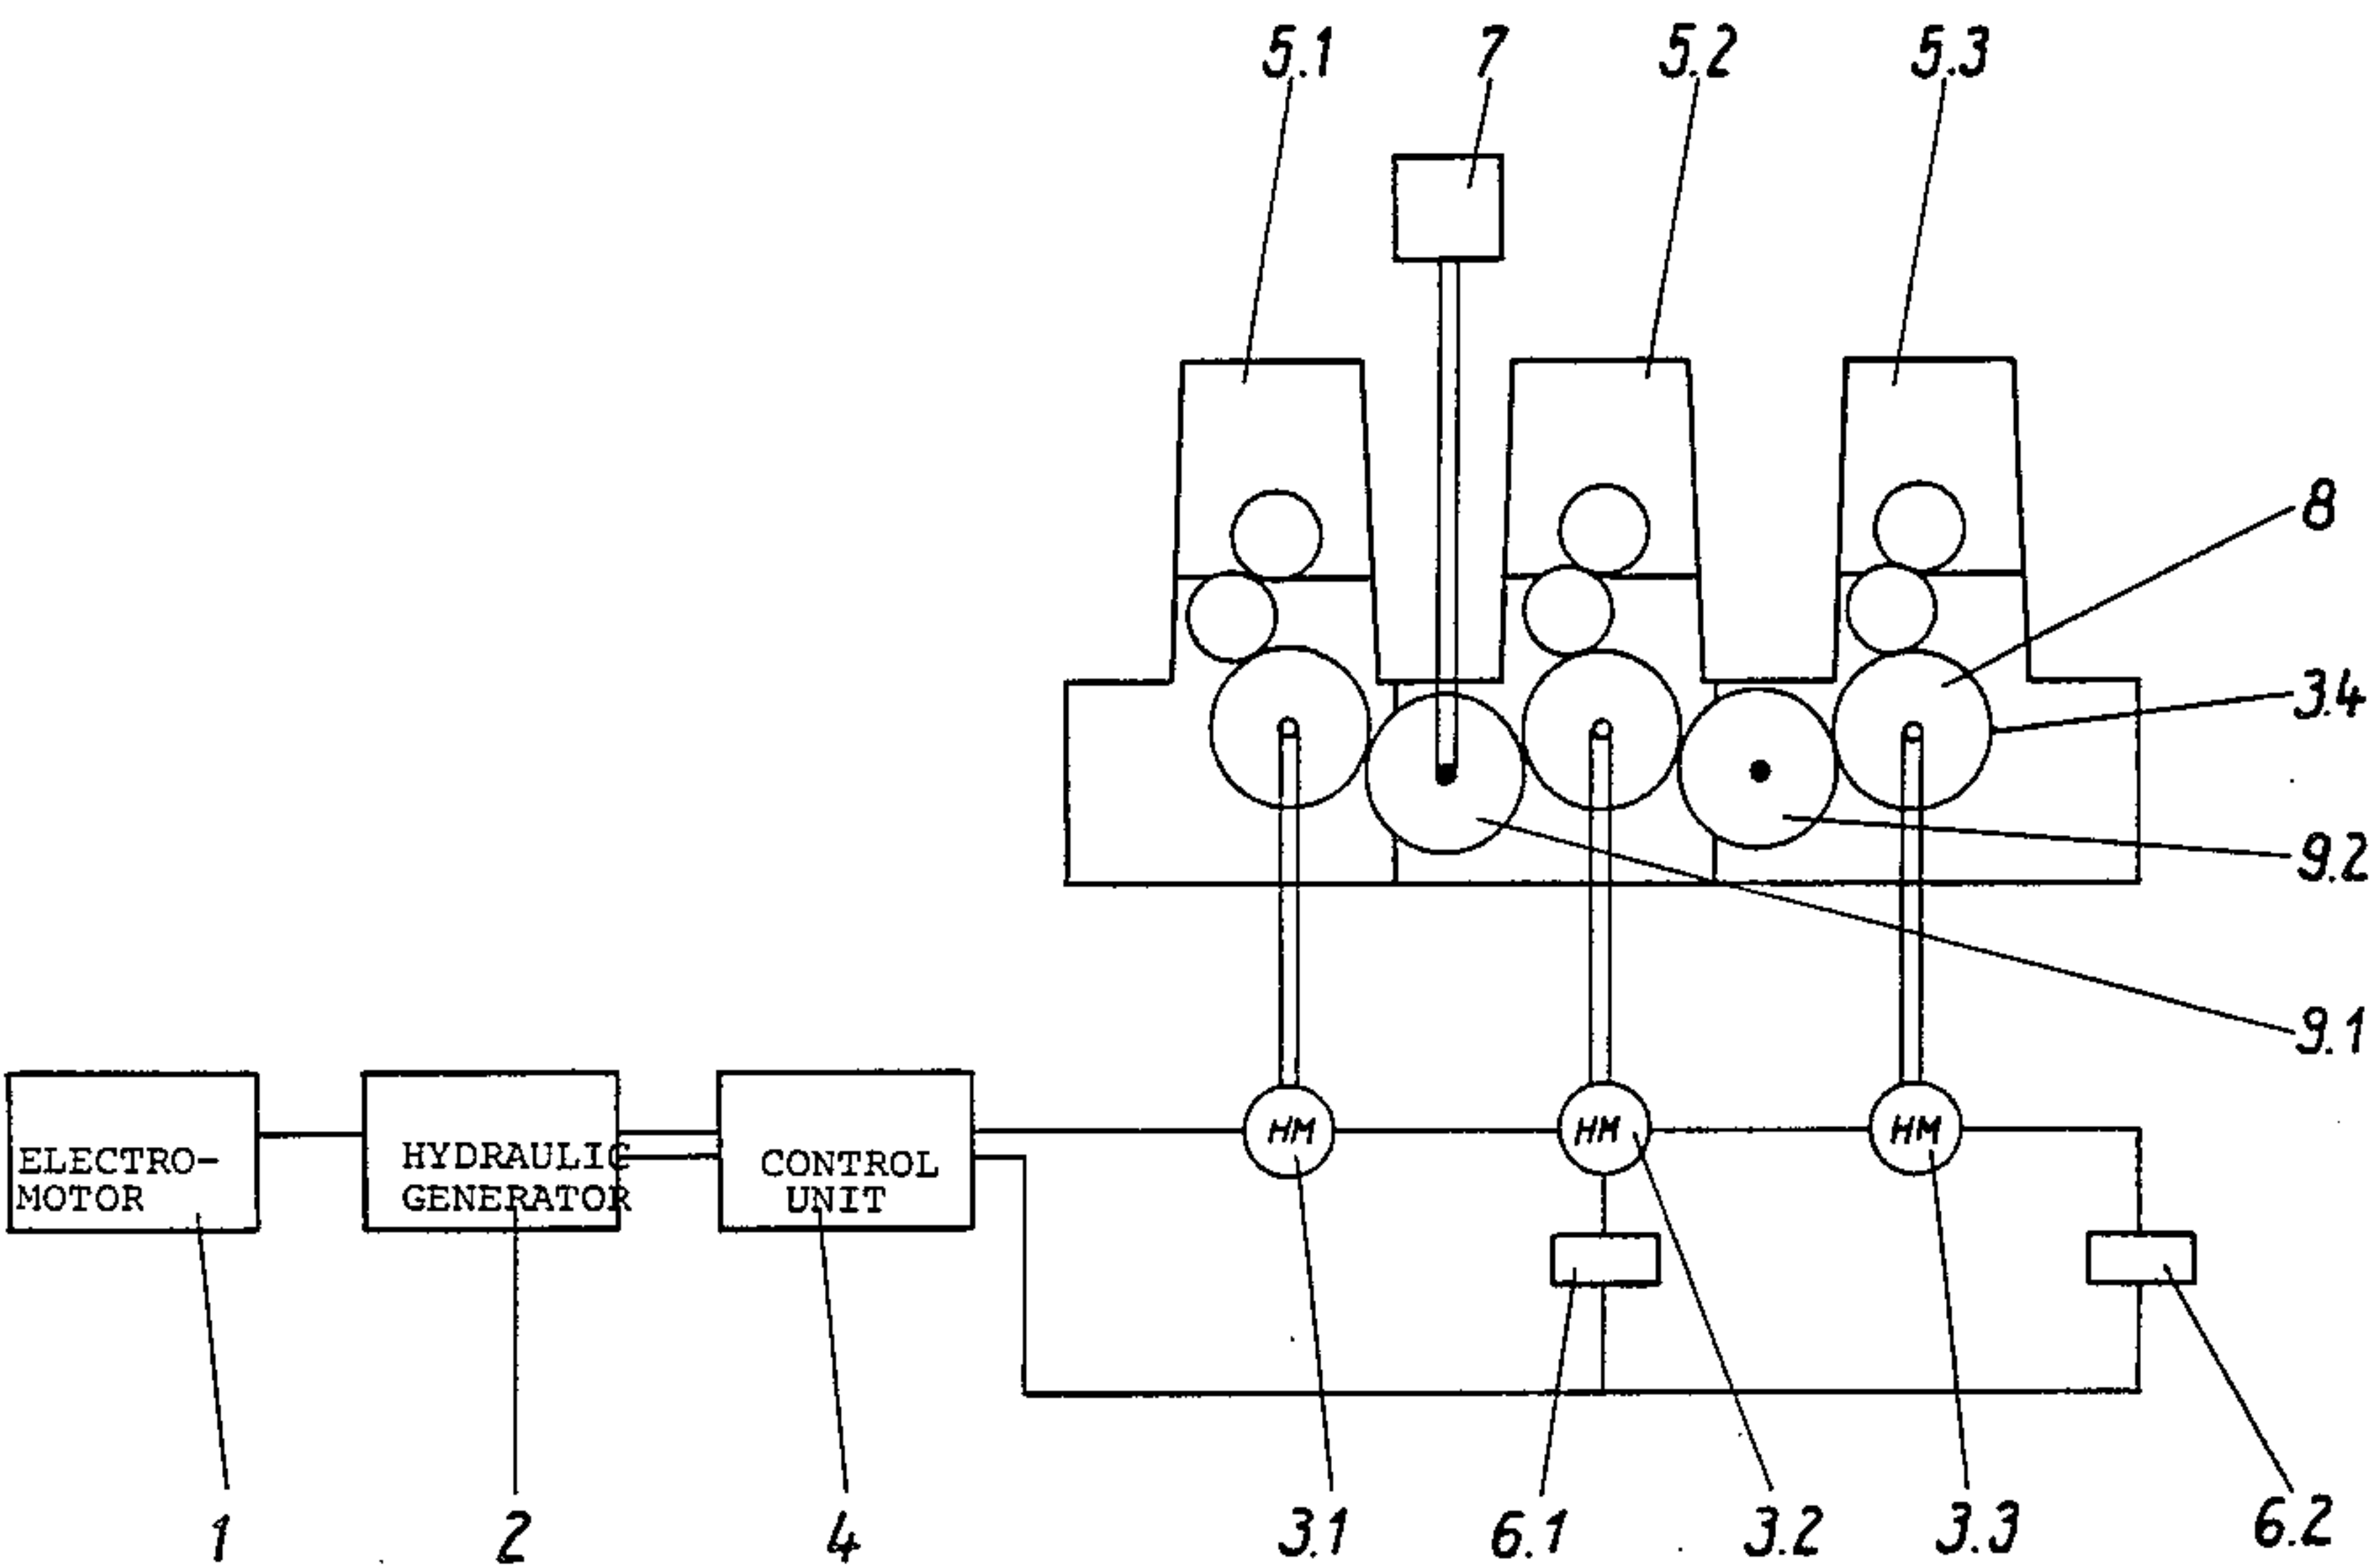 5.1 7 5.2 5.3
8
3.4
9.2
9.1
ELECTRO-
MOTOR
HYDRAULIC
GENERATOR
CONTROL
UNIT
HM HM HM
1 2 4 3.1 6.1 3.2 3.3 6.2